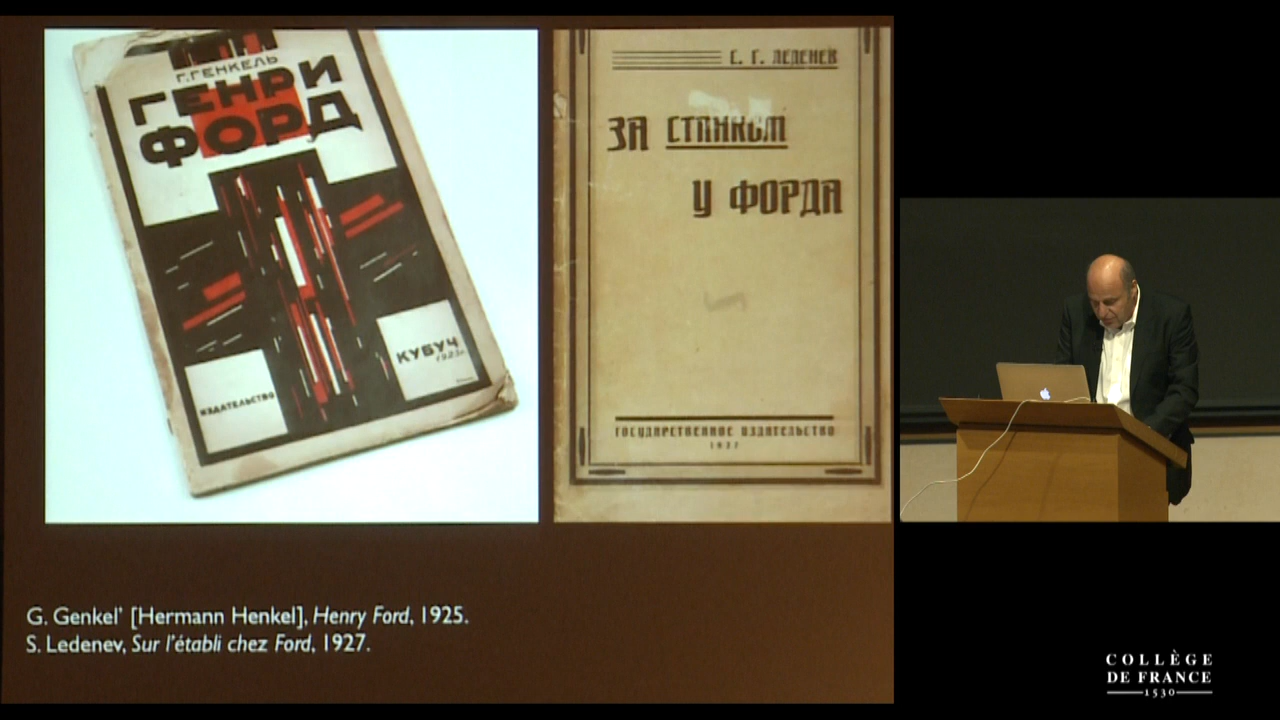 Г. ГЕНКЕЛЬ
ГЕНРИ
ФОРД
ИЗДАТЕЛЬСТВО
КУБУЧ
1925г.
С. Г. ЛЕДЕНЕВ
ЗА СТАНКОМ
У ФОРДА
ГОСУДАРСТВЕННОЕ ИЗДАТЕЛЬСТВО
1927
G. Genkel' [Hermann Henkel], Henry Ford, 1925.
S. Ledenev, Sur l'établi chez Ford, 1927.
COLLÈGE
DE FRANCE
1530